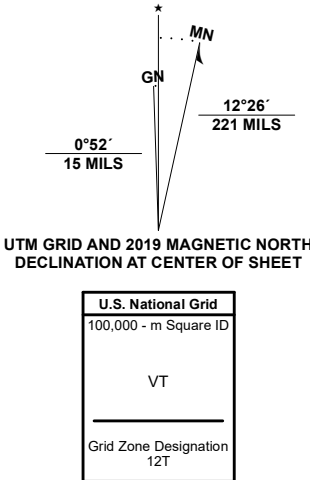 ★
MN
GN
12°26´
221 MILS
0°52´
15 MILS
UTM GRID AND 2019 MAGNETIC NORTH
DECLINATION AT CENTER OF SHEET
U.S. National Grid
100,000 - m Square ID
VT
Grid Zone Designation
12T